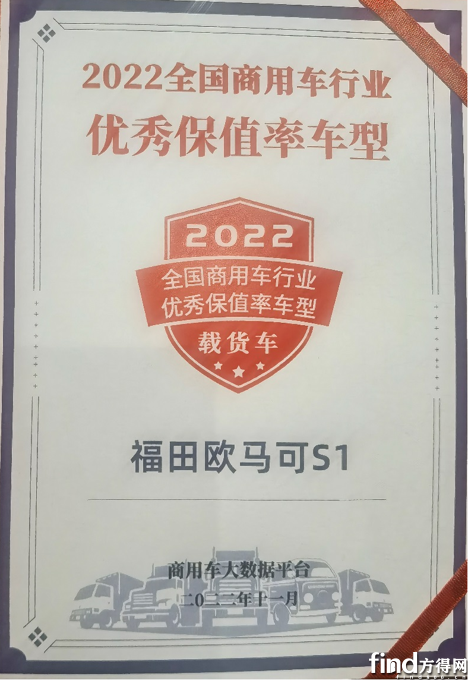 2022全国商用车行业
优秀保值率车型
2022
全国商用车行业
优秀保值率车型
载货车
福田欧马可S1
商用车大数据平台
二〇二二年十一月
find方得网